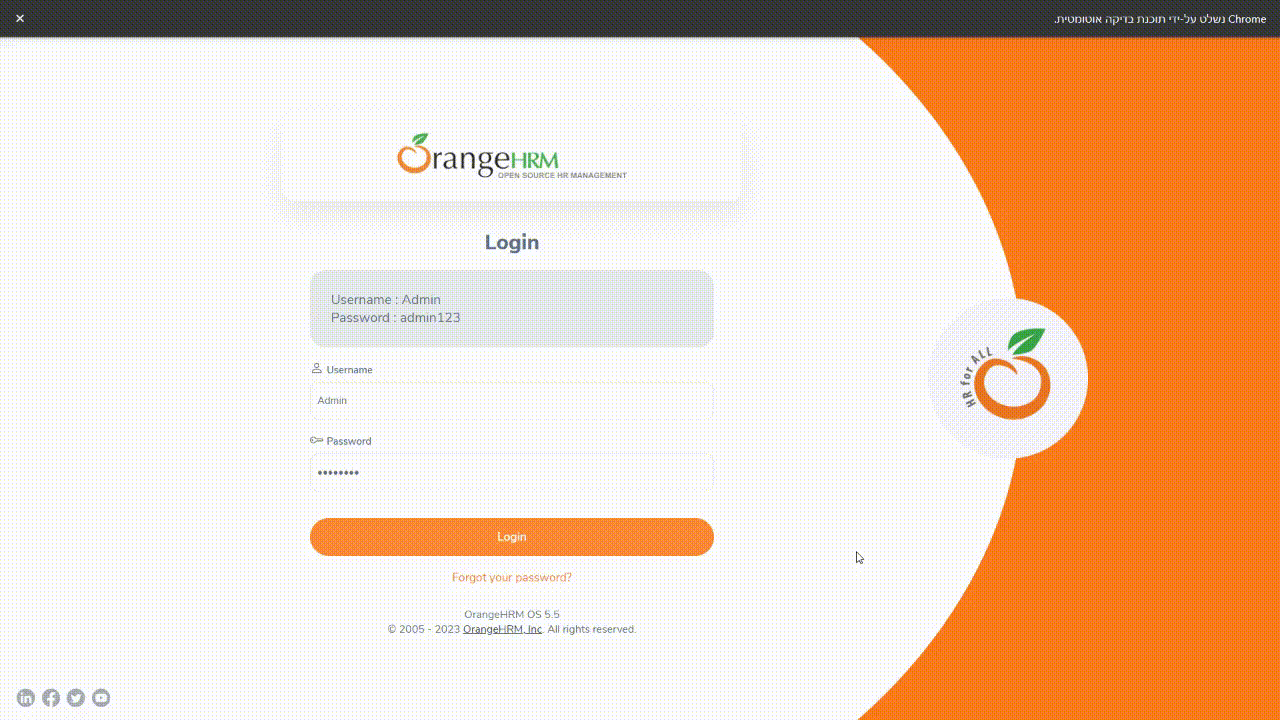 Chrome נשלט על-ידי תוכנת בדיקה אוטומטית.
OrangeHRM
OPEN SOURCE HR MANAGEMENT
Login
Username : Admin
Password : admin123
Username
Admin
Password
••••••••
Login
Forgot your password?
OrangeHRM OS 5.5
© 2005 - 2023 OrangeHRM, Inc. All rights reserved.
HR for ALL